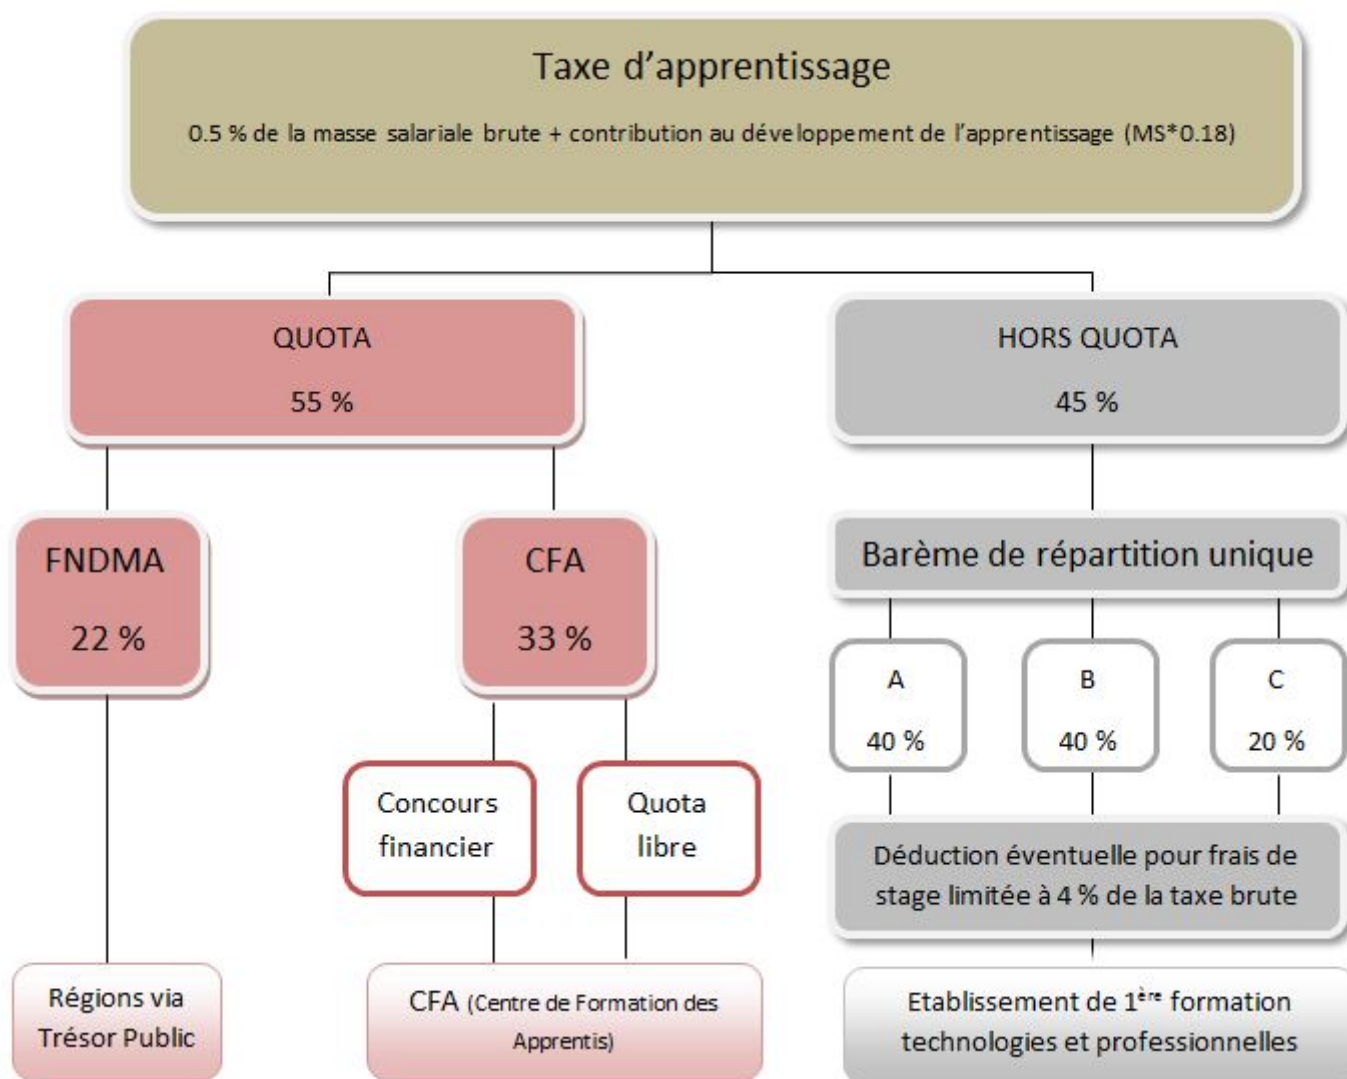 Taxe d'apprentissage
0.5 % de la masse salariale brute + contribution au développement de l'apprentissage (MS*0.18)
QUOTA
55 %
HORS QUOTA
45 %
FNDMA
22 %
CFA
33 %
Barème de répartition unique
A
40 %
B
40 %
C
20 %
Concours
financier
Quota
libre
Déduction éventuelle pour frais de
stage limitée à 4 % de la taxe brute
Régions via
Trésor Public
CFA (Centre de Formation des
Apprentis)
Etablissement de 1ère formation
technologies et professionnelles